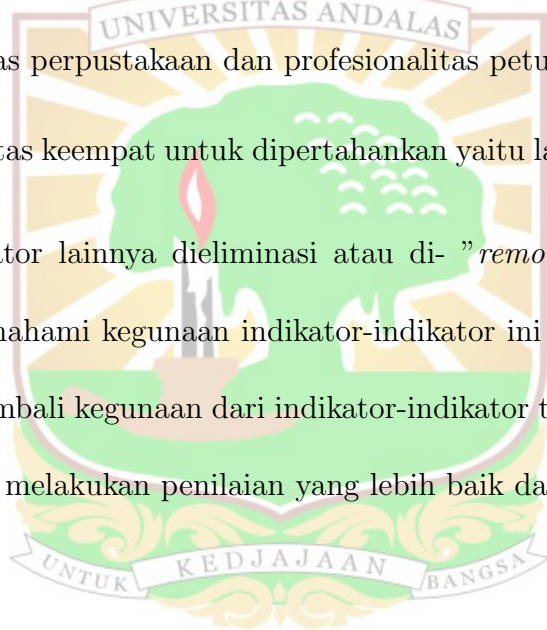 UNIVERSITAS ANDALAS
as perpustakaan dan profesionalitas petu
tas keempat untuk dipertahankan yaitu la
ator lainnya dieliminasi atau di- ”remo
ahami kegunaan indikator-indikator ini
mbali kegunaan dari indikator-indikator t
melakukan penilaian yang lebih baik da
UNTUK KEDJAJAAN BANGSA